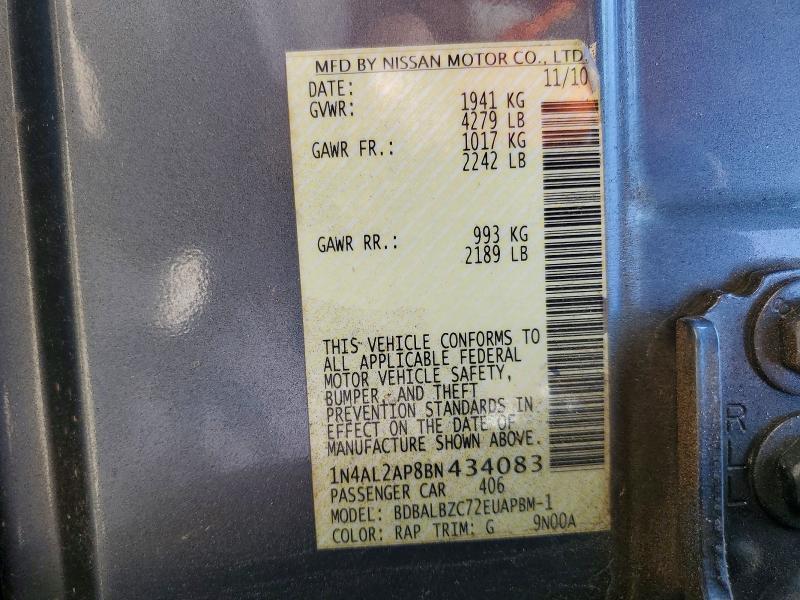 MFD BY NISSAN MOTOR CO., LTD.
DATE: 11/10
GVWR: 1941 KG
4279 LB
GAWR FR.: 1017 KG
2242 LB
GAWR RR.: 993 KG
2189 LB
THIS VEHICLE CONFORMS TO
ALL APPLICABLE FEDERAL
MOTOR VEHICLE SAFETY,
BUMPER, AND THEFT
PREVENTION STANDARDS IN
EFFECT ON THE DATE OF
MANUFACTURE SHOWN ABOVE.
1N4AL2AP8BN434083
PASSENGER CAR 406
MODEL: BDBALBZC72EUAPBM-1
COLOR: RAP TRIM: G 9N00A